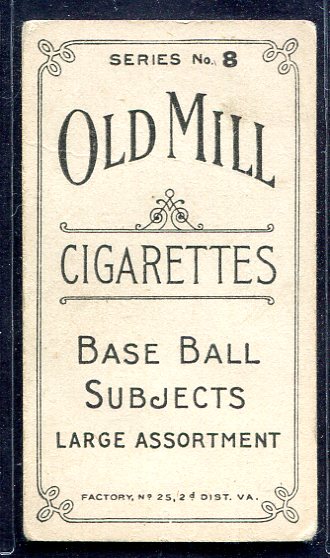 SERIES No. 8
OLD MILL
CIGARETTES
BASE BALL
SUBJECTS
LARGE ASSORTMENT
FACTORY, Nº 25, 2d DIST. VA.